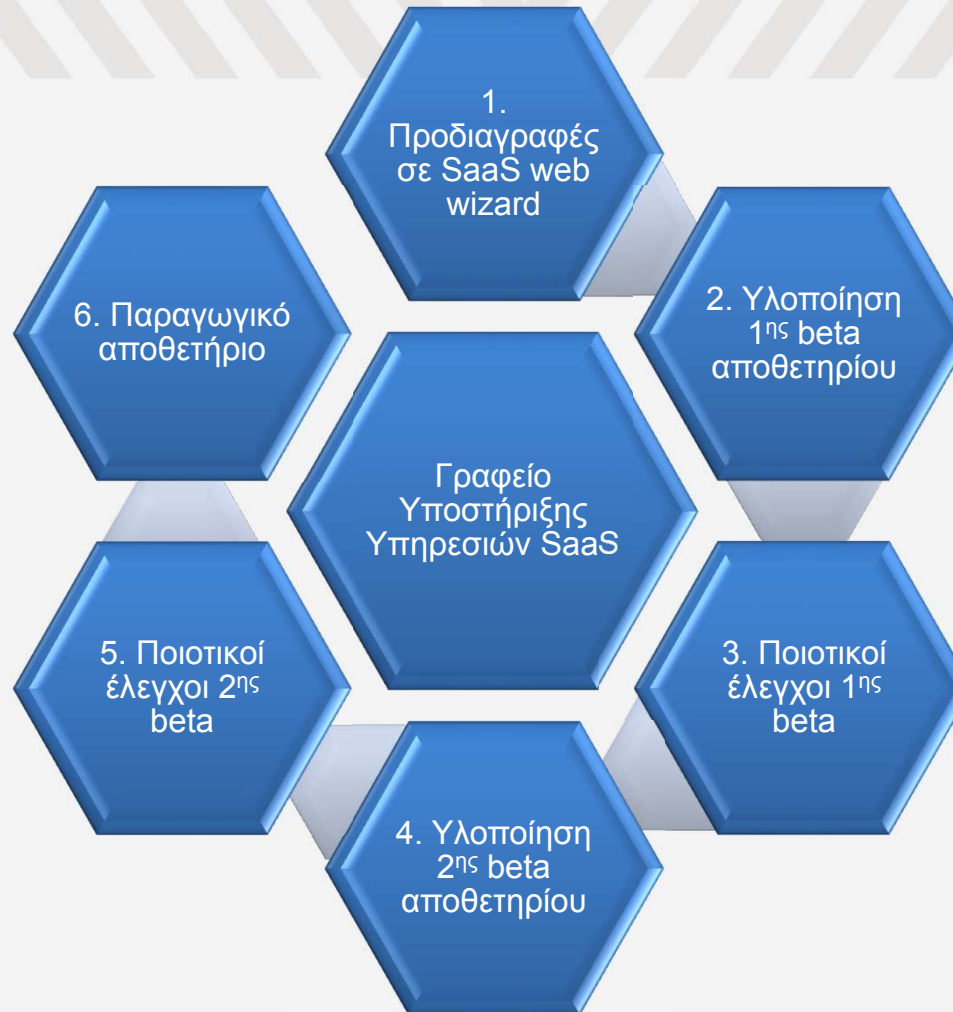 1.
Προδιαγραφές
σε SaaS web
wizard
2. Υλοποίηση
1ης beta
αποθετηρίου
3. Ποιοτικοί
έλεγχοι 1ης
beta
4. Υλοποίηση
2ης beta
αποθετηρίου
5. Ποιοτικοί
έλεγχοι 2ης
beta
6. Παραγωγικό
αποθετήριο
Γραφείο
Υποστήριξης
Υπηρεσιών SaaS